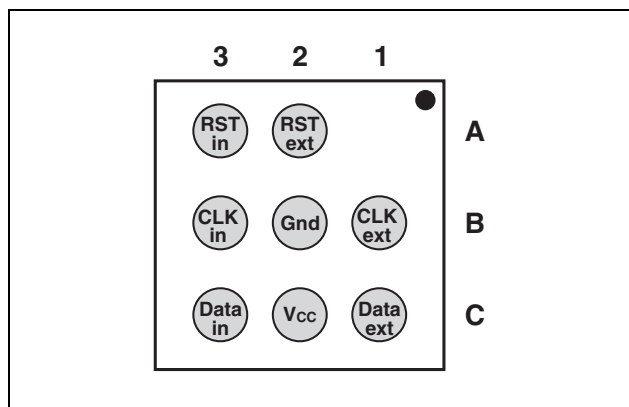 3 2 1
RST
in
RST
ext
A
CLK
in
Gnd
CLK
ext
B
Data
in
Vcc
Data
ext
C